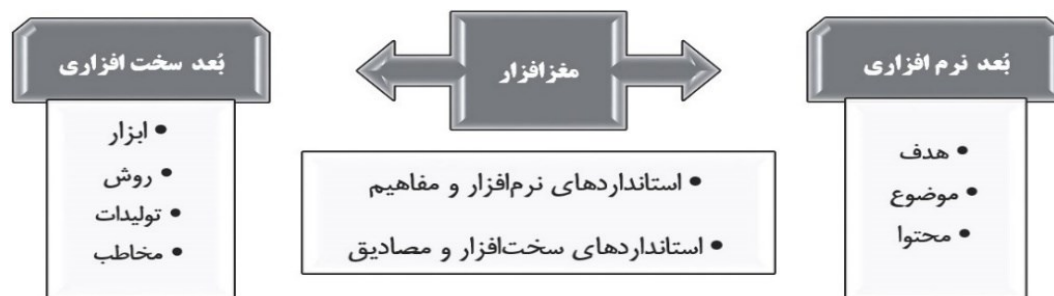 بُعد نرم افزاری
• هدف
• موضوع
• محتوا
مغزافزار
• استانداردهای نرم‌افزار و مفاهیم
• استانداردهای سخت‌افزار و مصادیق
بُعد سخت افزاری
• ابزار
• روش
• تولیدات
• مخاطب